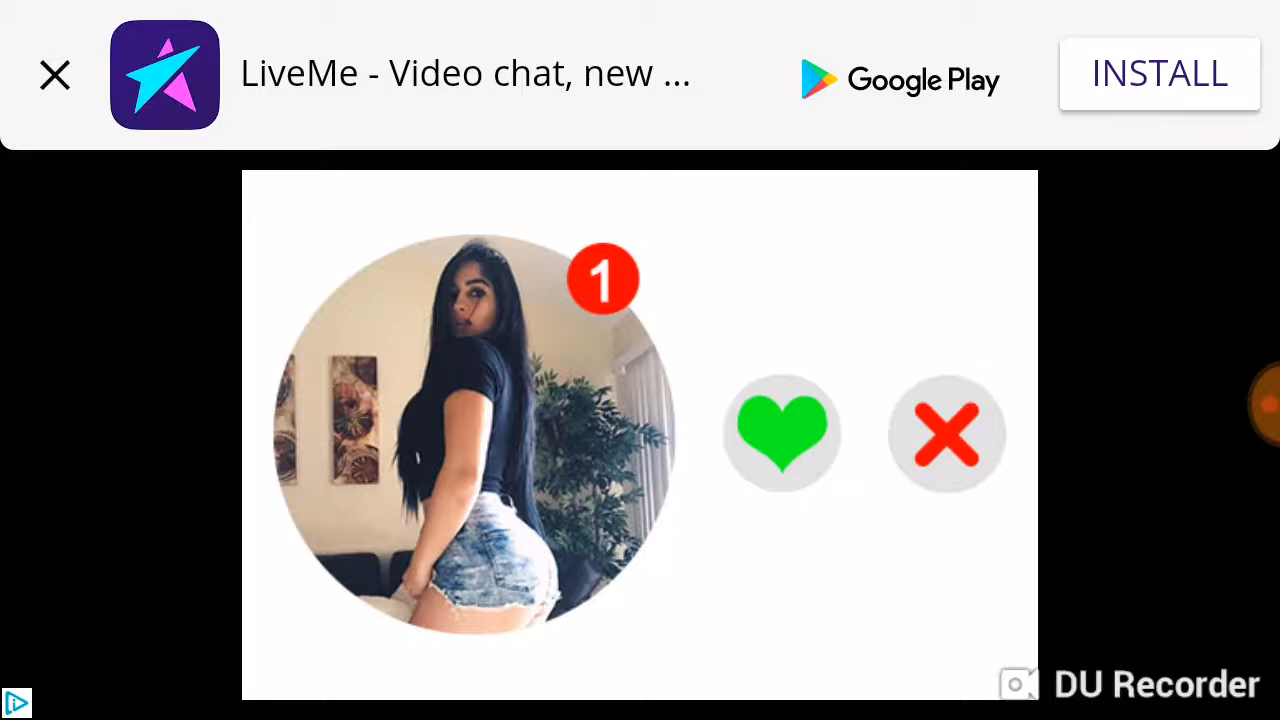 LiveMe - Video chat, new ...
Google Play
INSTALL
1
DU Recorder